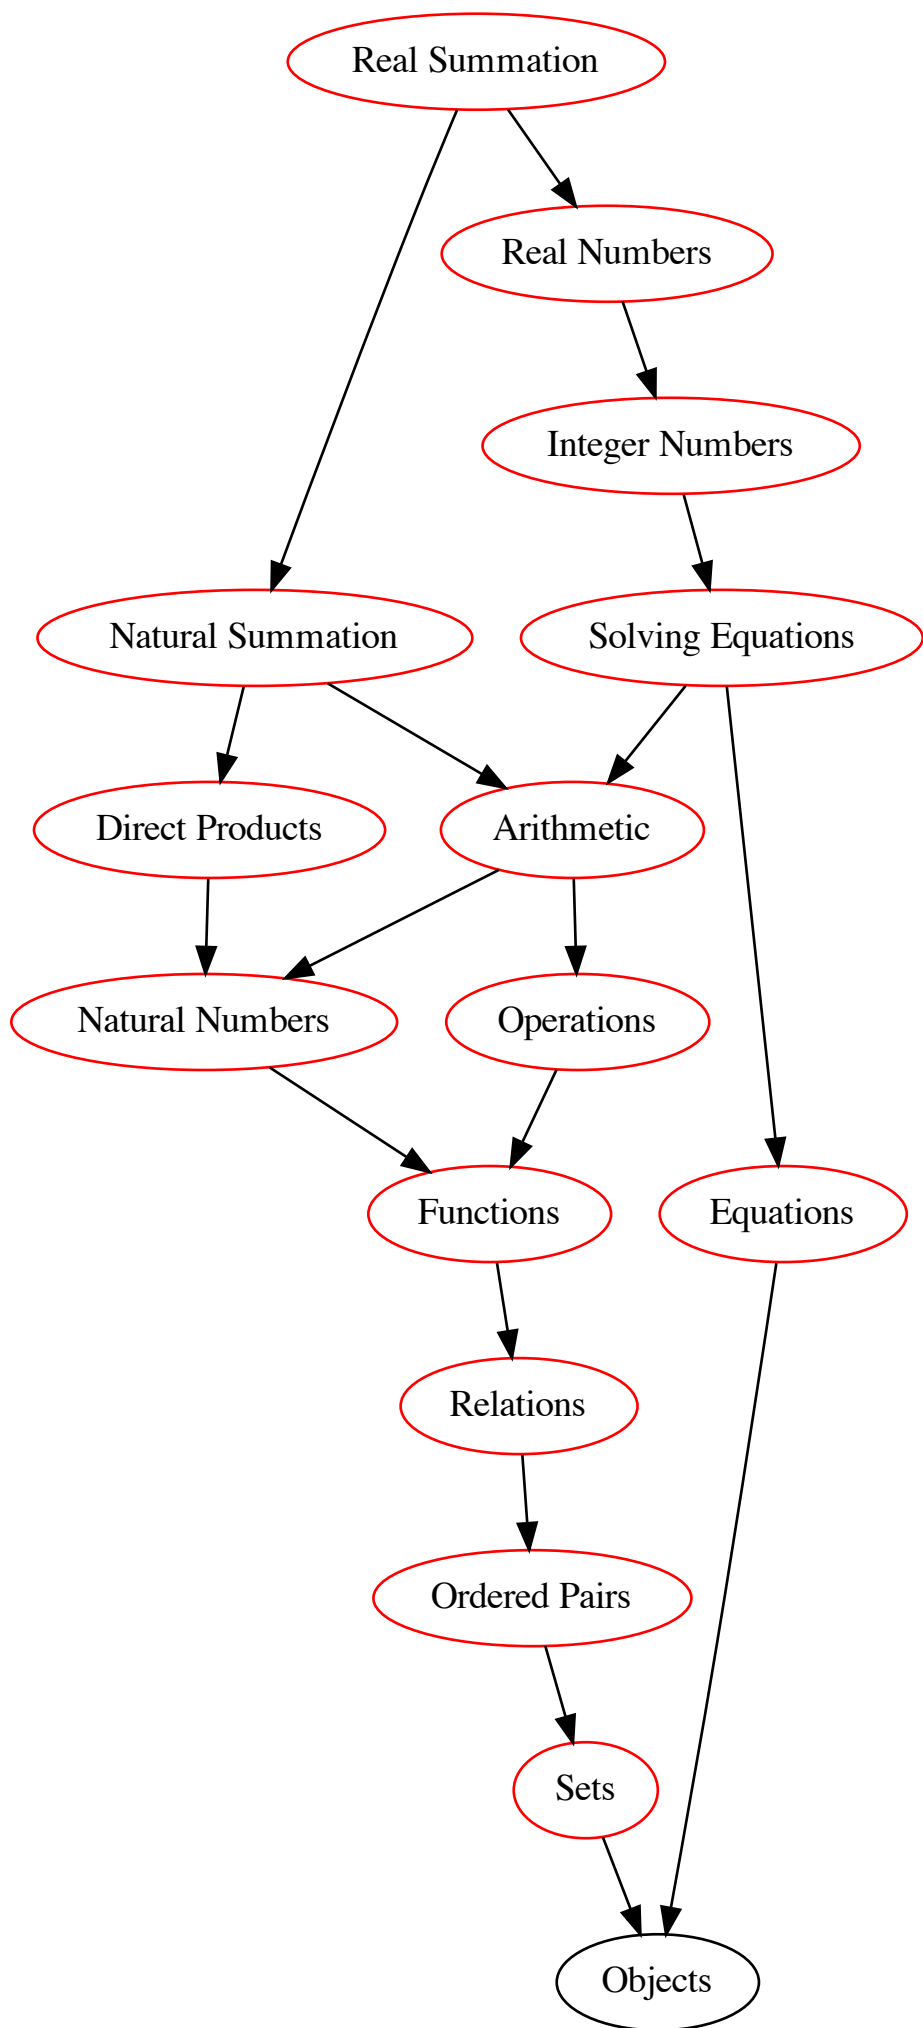 Real Summation
Real Numbers
Integer Numbers
Natural Summation
Solving Equations
Direct Products
Arithmetic
Natural Numbers
Operations
Functions
Equations
Relations
Ordered Pairs
Sets
Objects